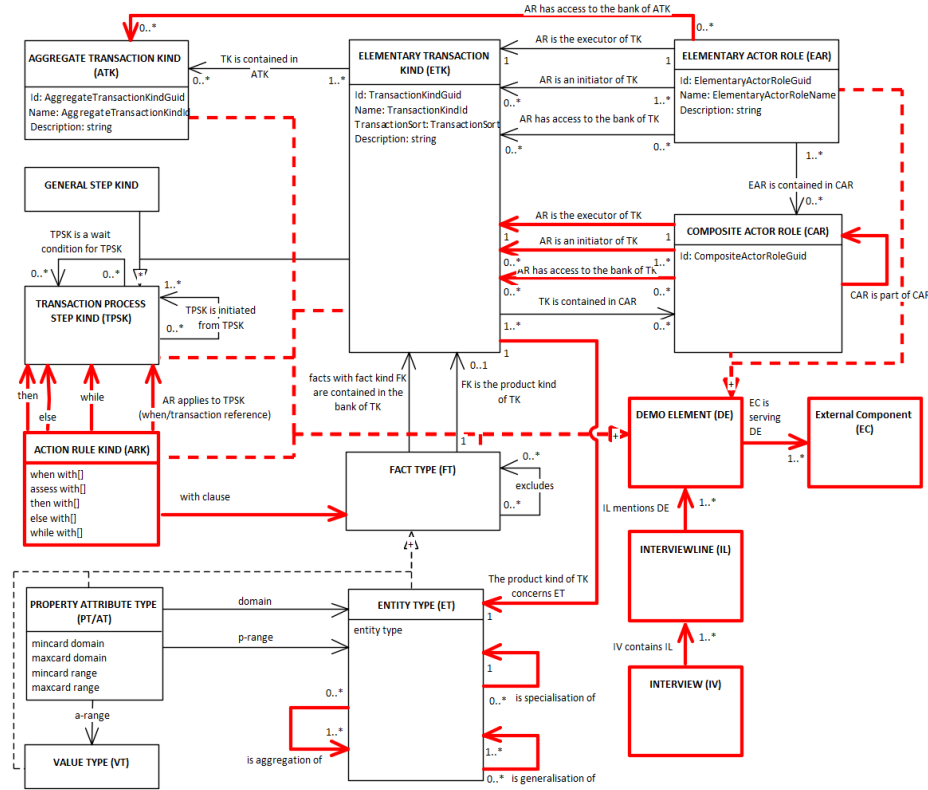 AR has access to the bank of ATK
0..*
0..*
AGGREGATE TRANSACTION KIND
(ATK)
Id: AggregateTransactionKindGuid
Name: AggregateTransactionKindId
Description: string
TK is contained in
ATK
0..*
1..*
ELEMENTARY TRANSACTION
KIND (ETK)
Id: TransactionKindGuid
Name: TransactionKindId
TransactionSort: TransactionSort
Description: string
AR is the executor of TK
1
1
AR is an initiator of TK
0..*
1..*
AR has access to the bank of TK
0..*
0..*
ELEMENTARY ACTOR ROLE (EAR)
Id: ElementaryActorRoleGuid
Name: ElementaryActorRoleName
Description: string
1..*
EAR is contained in CAR
0..*
GENERAL STEP KIND
TPSK is a wait
condition for TPSK
0..*
0..*
*
1..*
TRANSACTION PROCESS
STEP KIND (TPSK)
TPSK is initiated
from TPSK
0..*
AR is the executor of TK
1
1
AR is an initiator of TK
0..*
1..*
AR has access to the bank of TK
0..*
0..*
TK is contained in CAR
1..*
0..*
1
COMPOSITE ACTOR ROLE (CAR)
Id: CompositeActorRoleGuid
CAR is part of CAR
then
else
while
AR applies to TPSK
(when/transaction reference)
facts with fact kind FK
are contained in the
bank of TK
0..1
FK is the product kind
of TK
1
{+}
{+}
DEMO ELEMENT (DE)
EC is
serving
DE
1..*
External Component
(EC)
ACTION RULE KIND (ARK)
when with[]
assess with[]
then with[]
else with[]
while with[]
with clause
FACT TYPE (FT)
0..*
excludes
0..*
{+}
IL mentions DE
1..*
INTERVIEWLINE (IL)
IV contains IL
1..*
INTERVIEW (IV)
The product kind of TK
concerns ET
1
PROPERTY ATTRIBUTE TYPE
(PT/AT)
mincard domain
maxcard domain
mincard range
maxcard range
domain
p-range
a-range
VALUE TYPE (VT)
ENTITY TYPE (ET)
entity type
1
0..*
is specialisation of
0..*
1..*
is aggregation of
1..*
0..*
is generalisation of